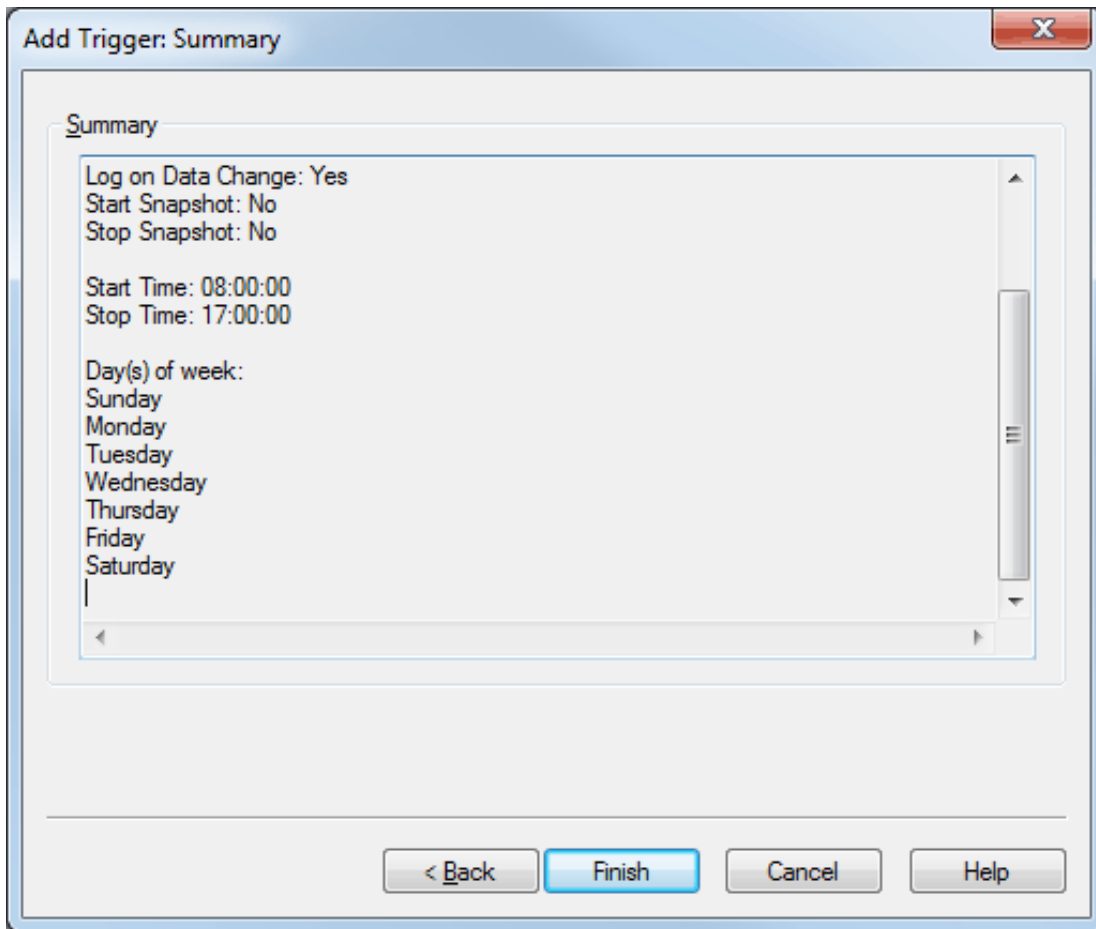 Add Trigger: Summary
Summary
Log on Data Change: Yes
Start Snapshot: No
Stop Snapshot: No
Start Time: 08:00:00
Stop Time: 17:00:00
Day(s) of week:
Sunday
Monday
Tuesday
Wednesday
Thursday
Friday
Saturday
< Back
Finish
Cancel
Help